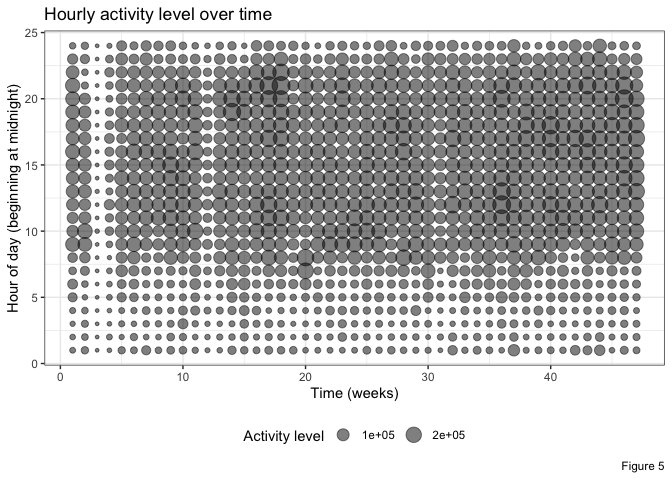 Hourly activity level over time
25
20
15
10
5
0
Hour of day (beginning at midnight)
0 10 20 30 40
Time (weeks)
Activity level 1e+05 2e+05
Figure 5